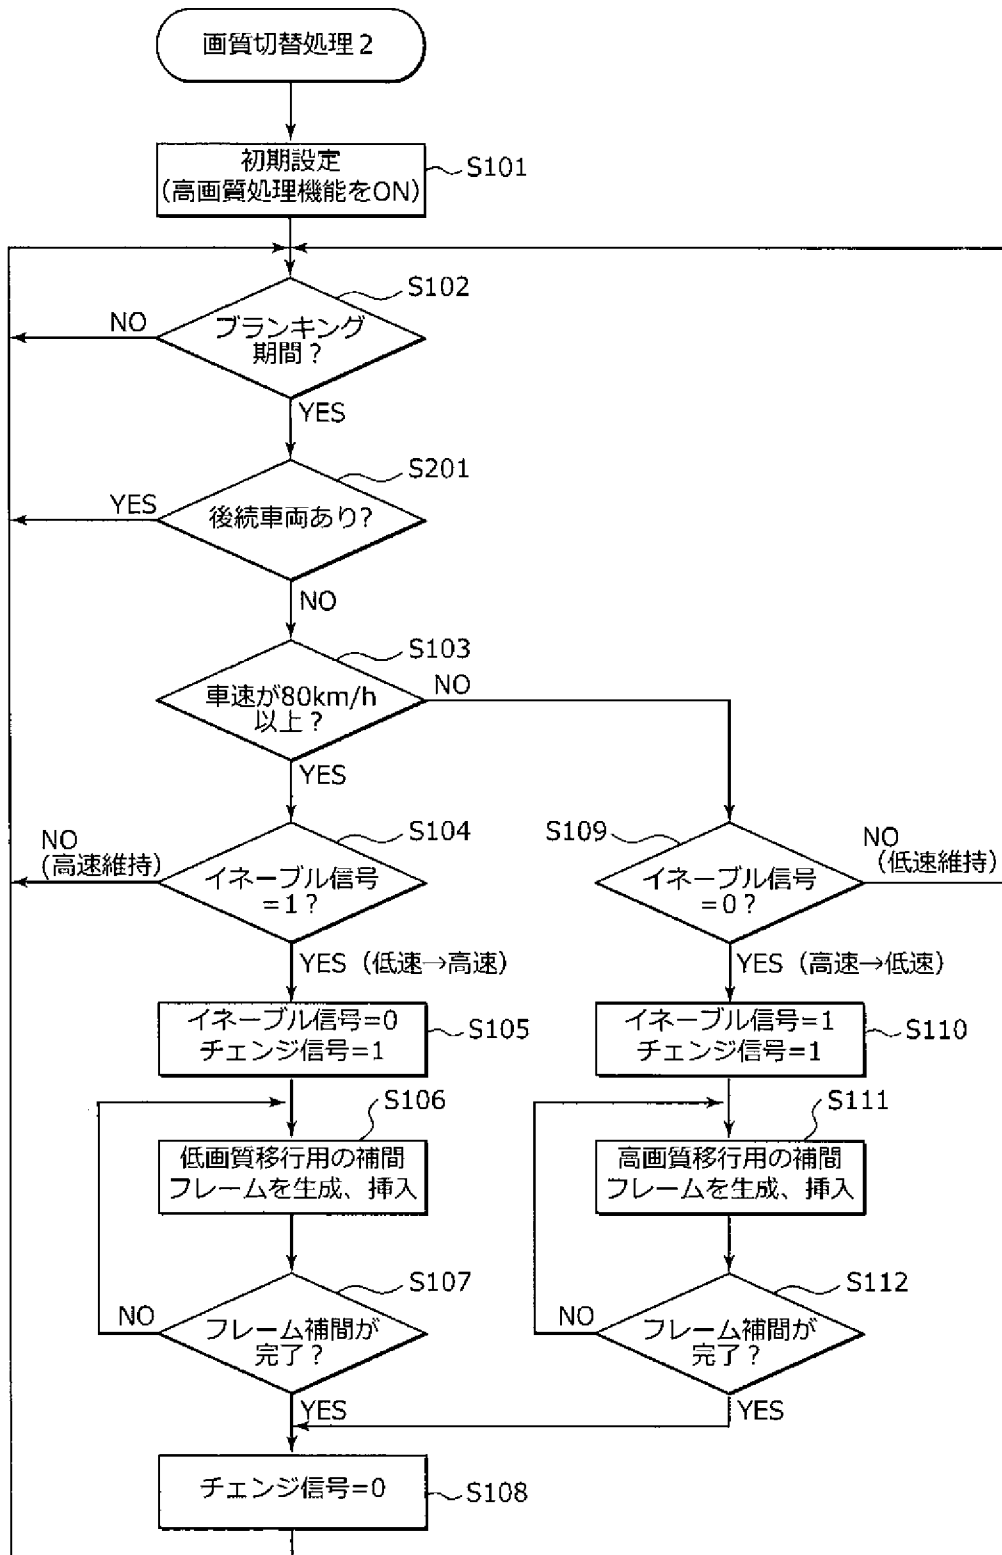 画質切替処理2
初期設定
(高画質処理機能をON)
S101
S102
NO
ブランキング
期間?
YES
S201
YES
後続車両あり?
NO
S103
車速が80km/h
以上?
NO
YES
S104
NO
(高速維持)
イネーブル信号
=1?
YES (低速→高速)
S109
NO
(低速維持)
イネーブル信号
=0?
YES (高速→低速)
イネーブル信号=0
チェンジ信号=1
S105
イネーブル信号=1
チェンジ信号=1
S110
S106
低画質移行用の補間
フレームを生成、挿入
S111
高画質移行用の補間
フレームを生成、挿入
S107
NO
フレーム補間が
完了?
YES
S112
NO
フレーム補間が
完了?
YES
チェンジ信号=0
S108